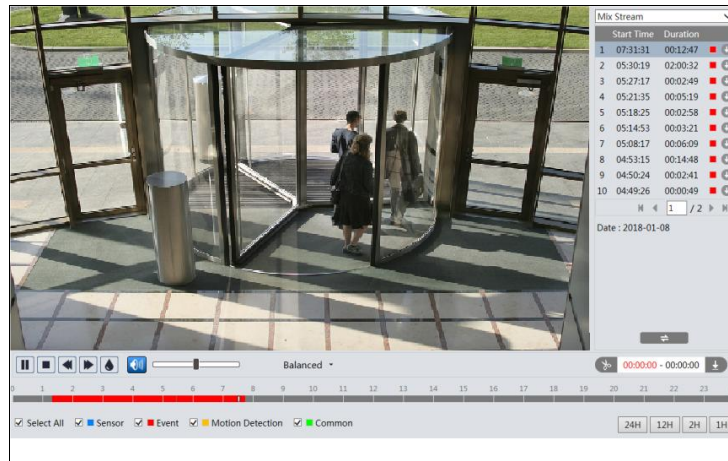 Mix Stream
Start Time Duration
1 07:31:31 00:12:47
2 05:30:19 02:00:32
3 05:27:17 00:02:49
4 05:21:35 00:05:19
5 05:18:25 00:02:58
6 05:14:53 00:03:21
7 05:08:17 00:06:09
8 04:53:15 00:14:48
9 04:50:24 00:02:41
10 04:49:26 00:00:49
1 / 2
Date : 2018-01-08
Balanced
00:00:00 - 00:00:00
0 1 2 3 4 5 6 7 8 9 10 11 12 13 14 15 16 17 18 19 20 21 22 23
Select All Sensor Event Motion Detection Common
24H 12H 2H 1H